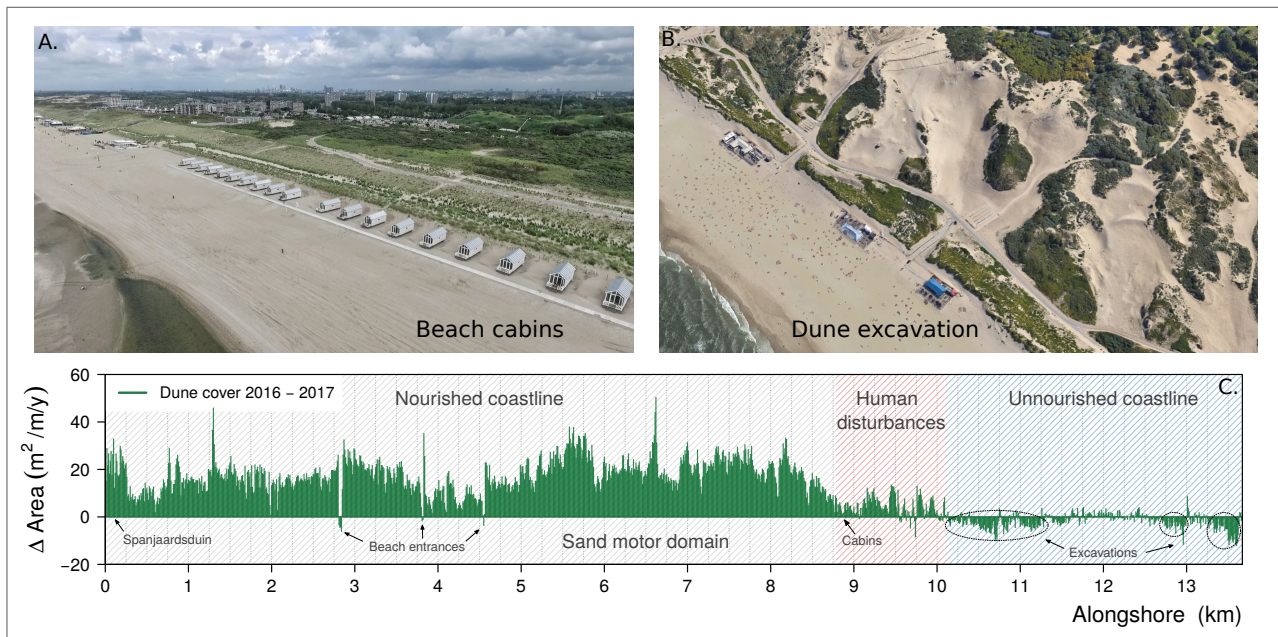 A.
Beach cabins
B.
Dune excavation
C.
Dune cover 2016 − 2017
Nourished coastline
Human
disturbances
Unnourished coastline
Δ Area (m² /m/y)
60
40
20
0
−20
Spanjaardsduin
Beach entrances
Sand motor domain
Cabins
Excavations
0 1 2 3 4 5 6 7 8 9 10 11 12 13
Alongshore (km)